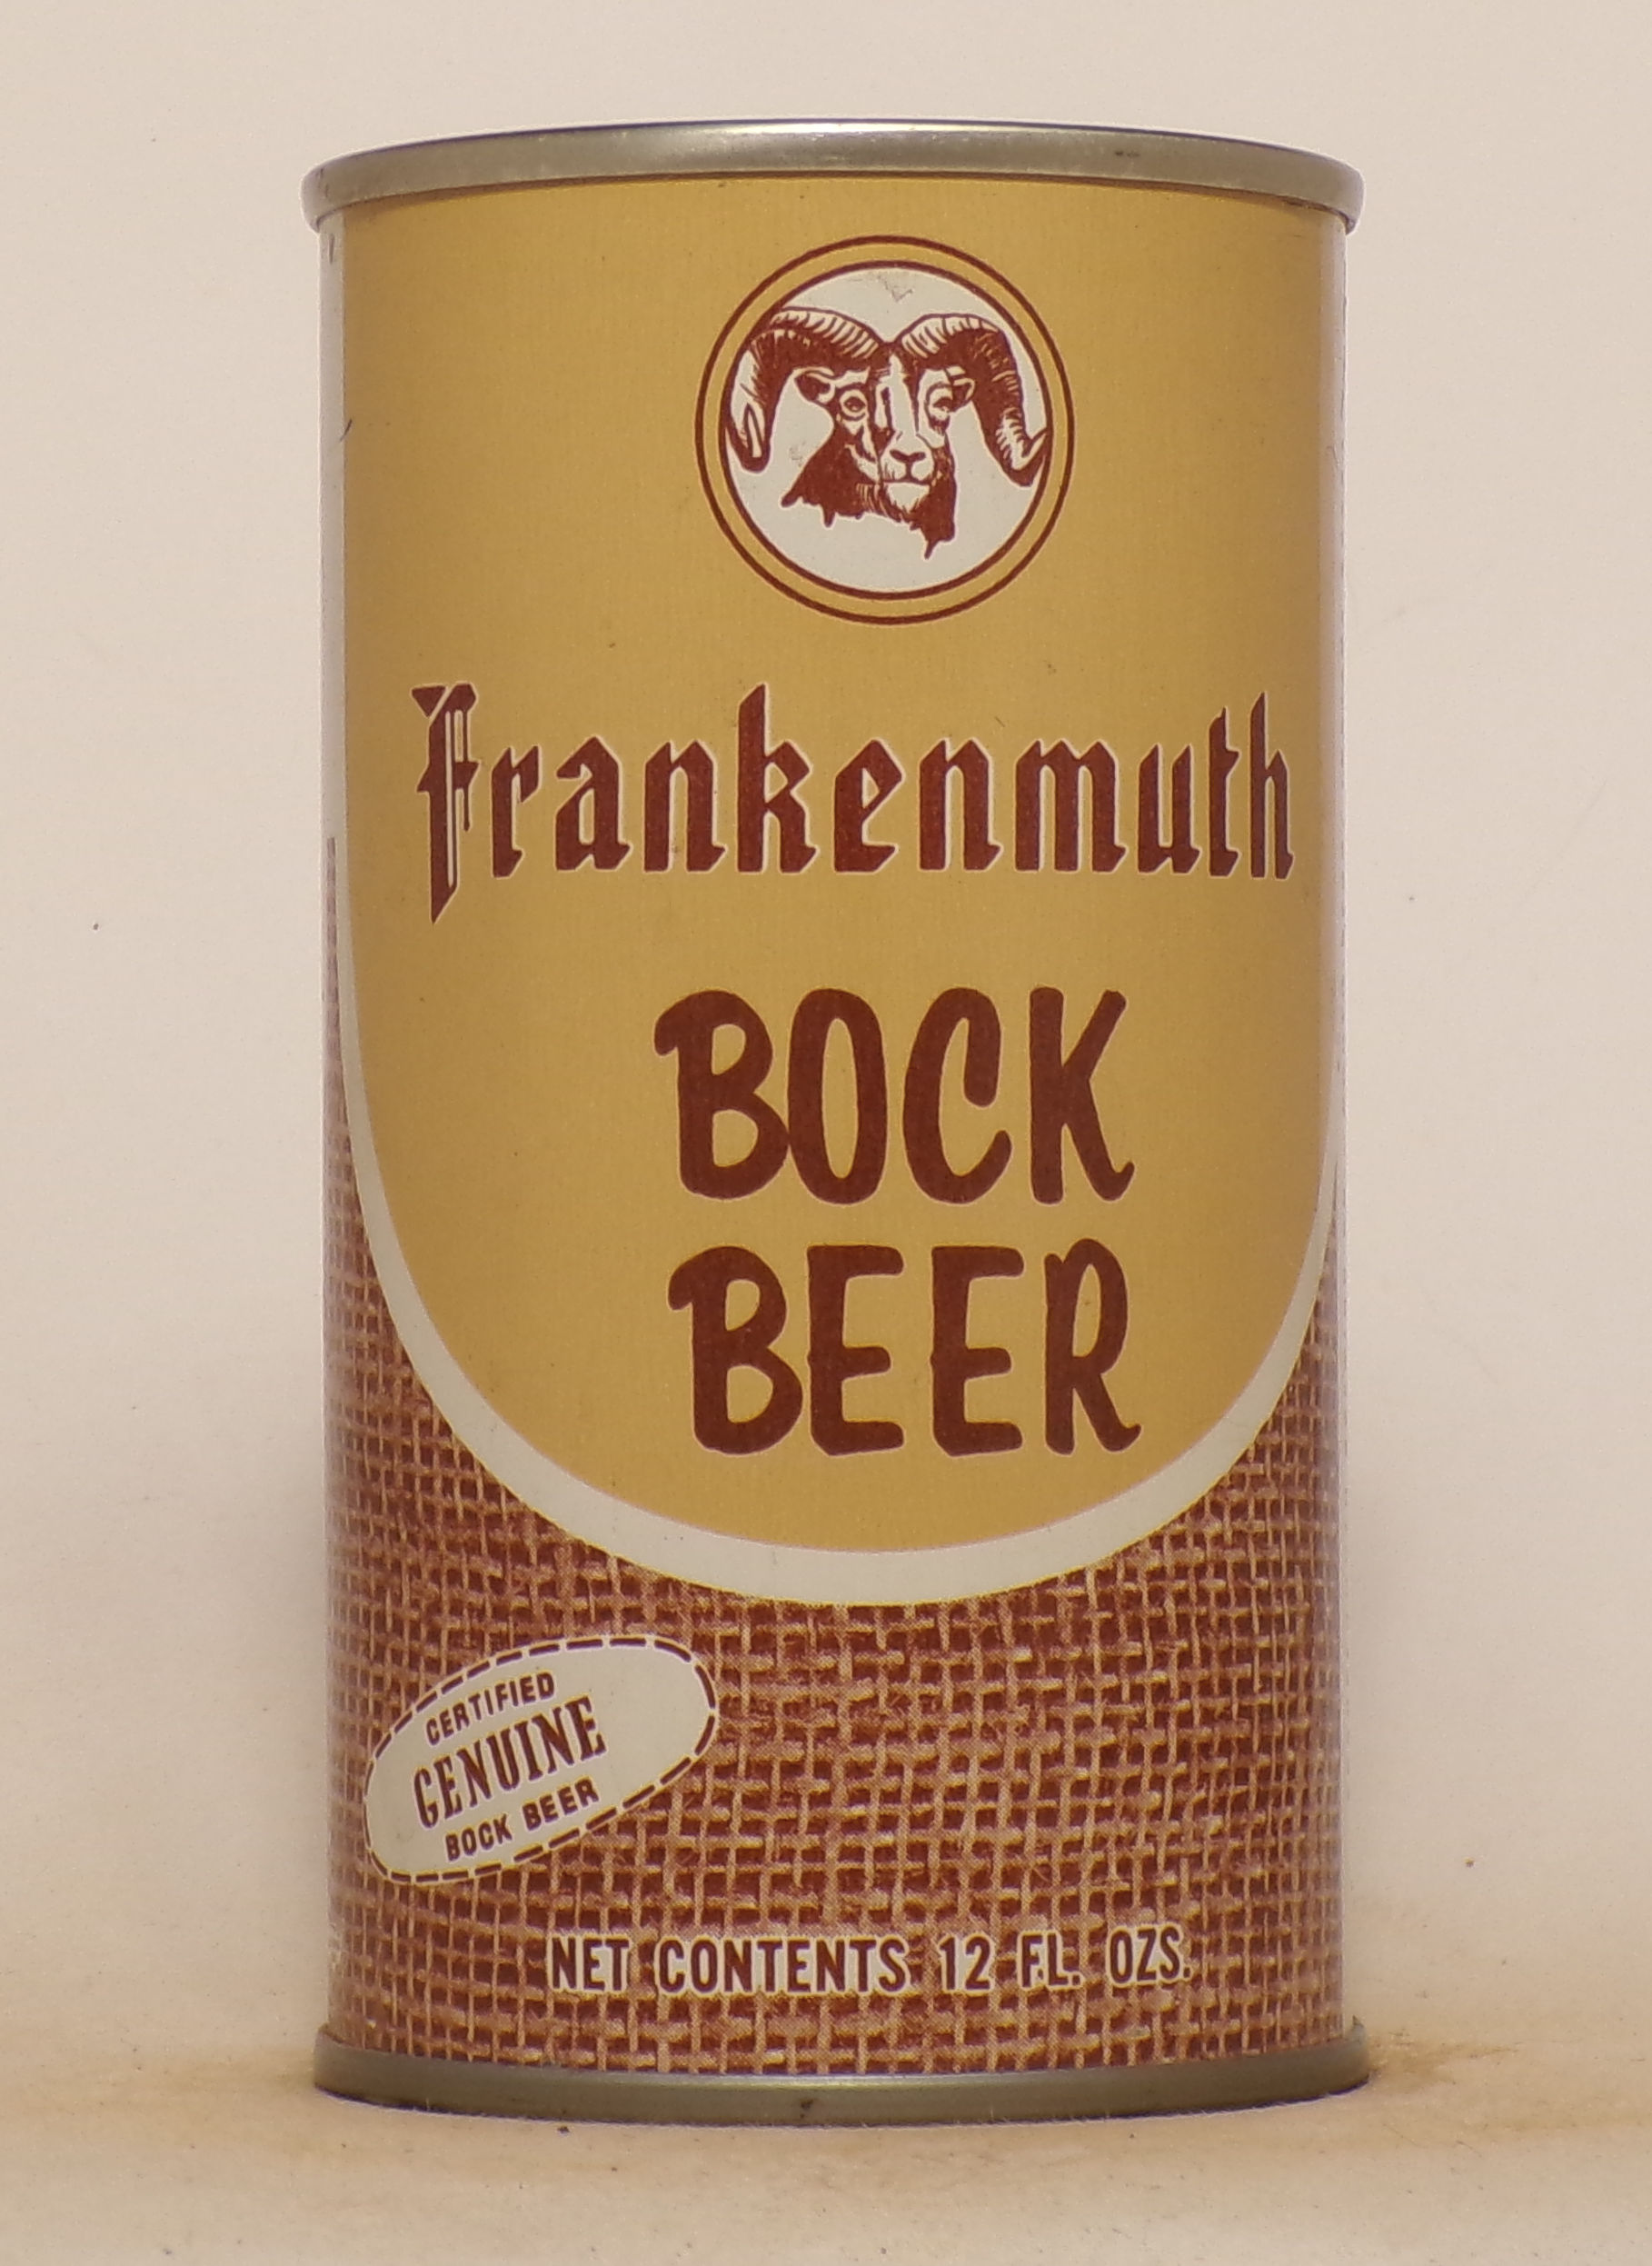 Frankenmuth
BOCK
BEER
CERTIFIED
GENUINE
BOCK BEER
NET CONTENTS 12 FL. OZS.